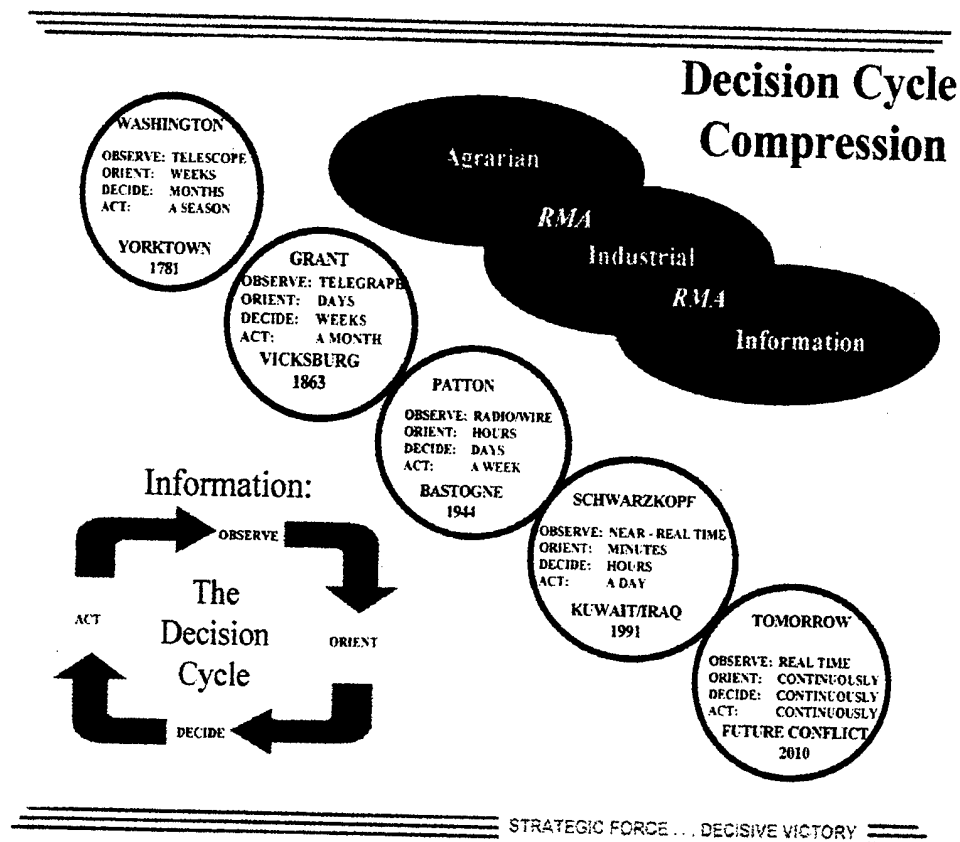 Decision Cycle
Compression
WASHINGTON
OBSERVE: TELESCOPE
ORIENT: WEEKS
DECIDE: MONTHS
ACT: A SEASON
YORKTOWN
1781
Agrarian
RMA
Industrial
RMA
Information
GRANT
OBSERVE: TELEGRAPH
ORIENT: DAYS
DECIDE: WEEKS
ACT: A MONTH
VICKSBURG
1863
PATTON
OBSERVE: RADIO/WIRE
ORIENT: HOURS
DECIDE: DAYS
ACT: A WEEK
BASTOGNE
1944
SCHWARZKOPF
OBSERVE: NEAR - REAL TIME
ORIENT: MINUTES
DECIDE: HOURS
ACT: A DAY
KUWAIT/IRAQ
1991
TOMORROW
OBSERVE: REAL TIME
ORIENT: CONTINUOUSLY
DECIDE: CONTINUOUSLY
ACT: CONTINUOUSLY
FUTURE CONFLICT
2010
Information:
OBSERVE
The
Decision
Cycle
ORIENT
DECIDE
ACT
STRATEGIC FORCE . . . DECISIVE VICTORY